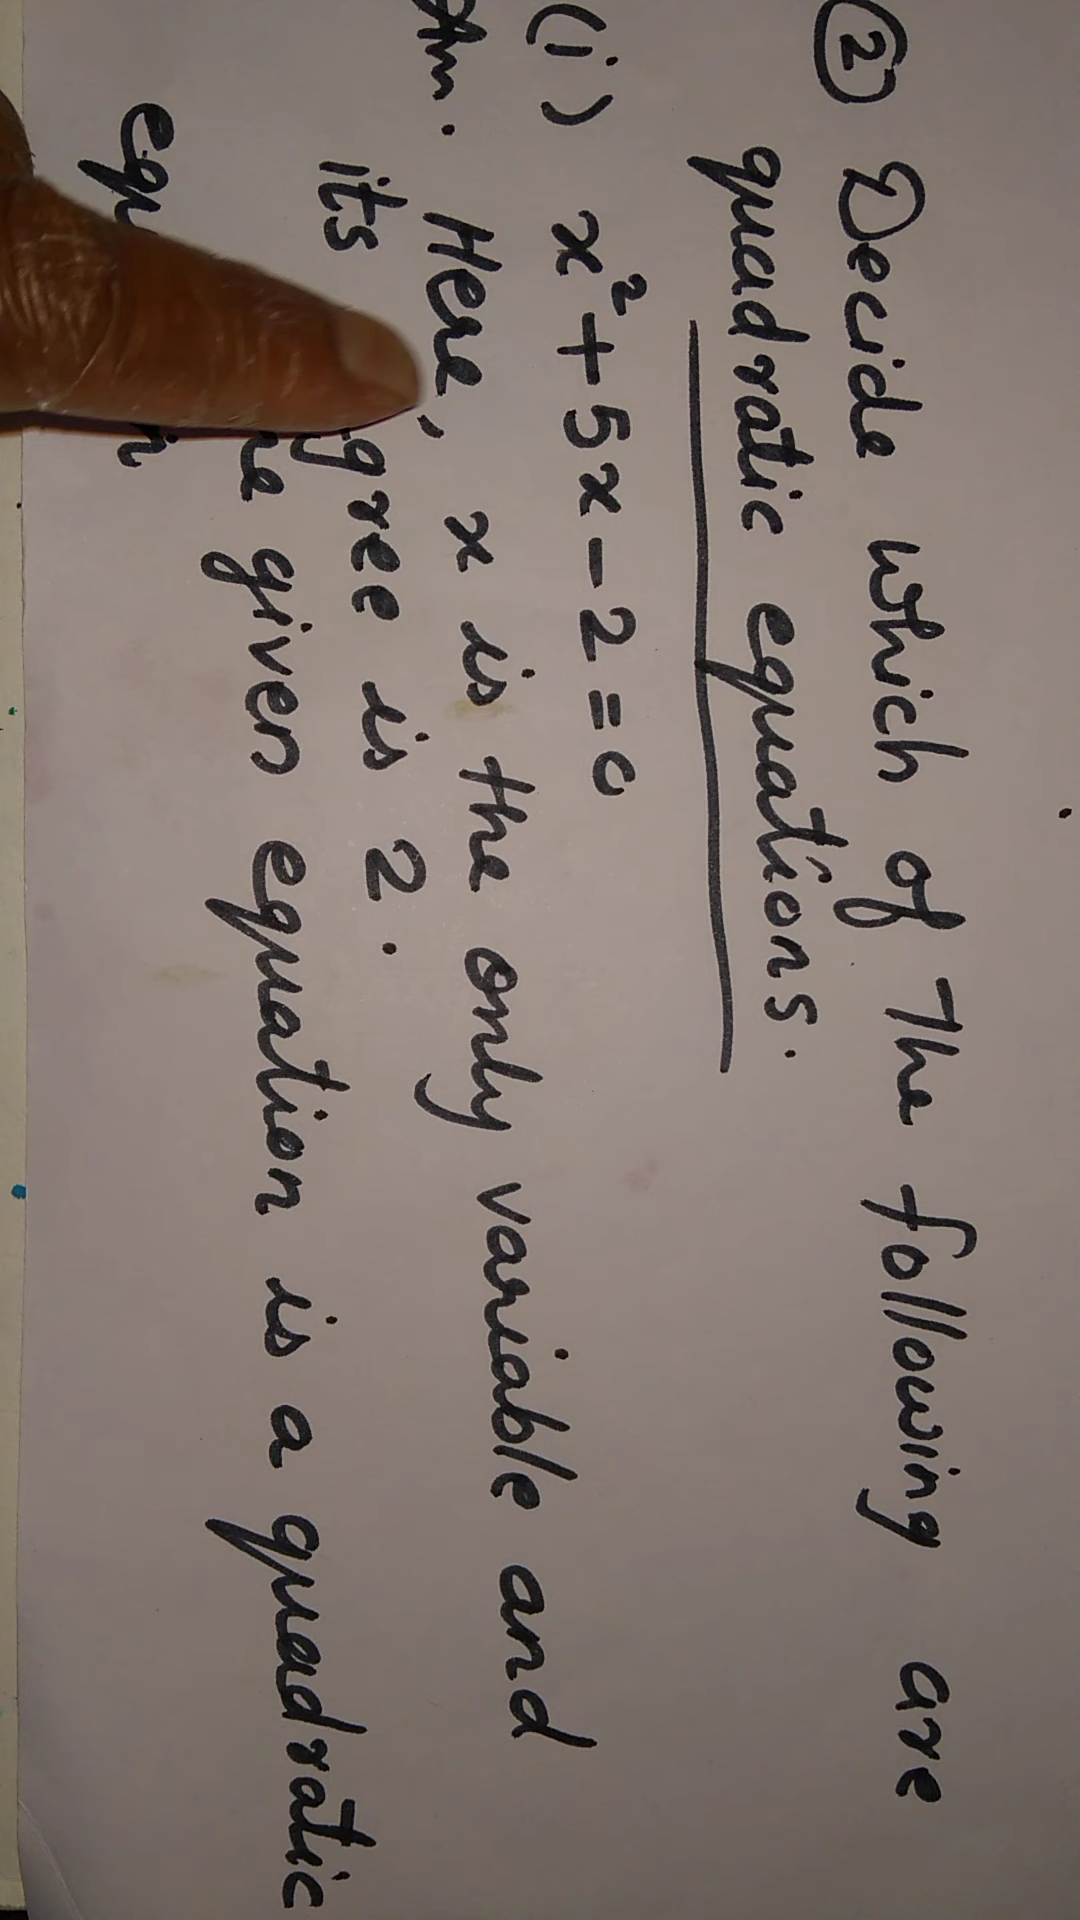 ② Decide which of the following are
quadratic equations.
(i) x² + 5x - 2 = 0
Ans. Here, x is the only variable and
its gree is 2.
given equation is a quadratic